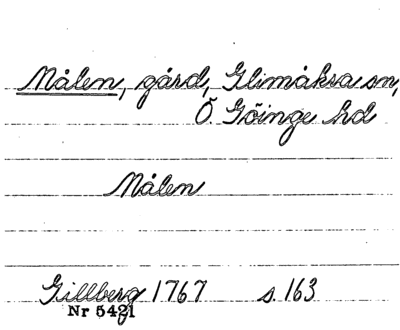 Målen, gård, Glimåkra sn,
Ö. Göinge hd
Målen
Gillberg 1767 s. 163
Nr 5421